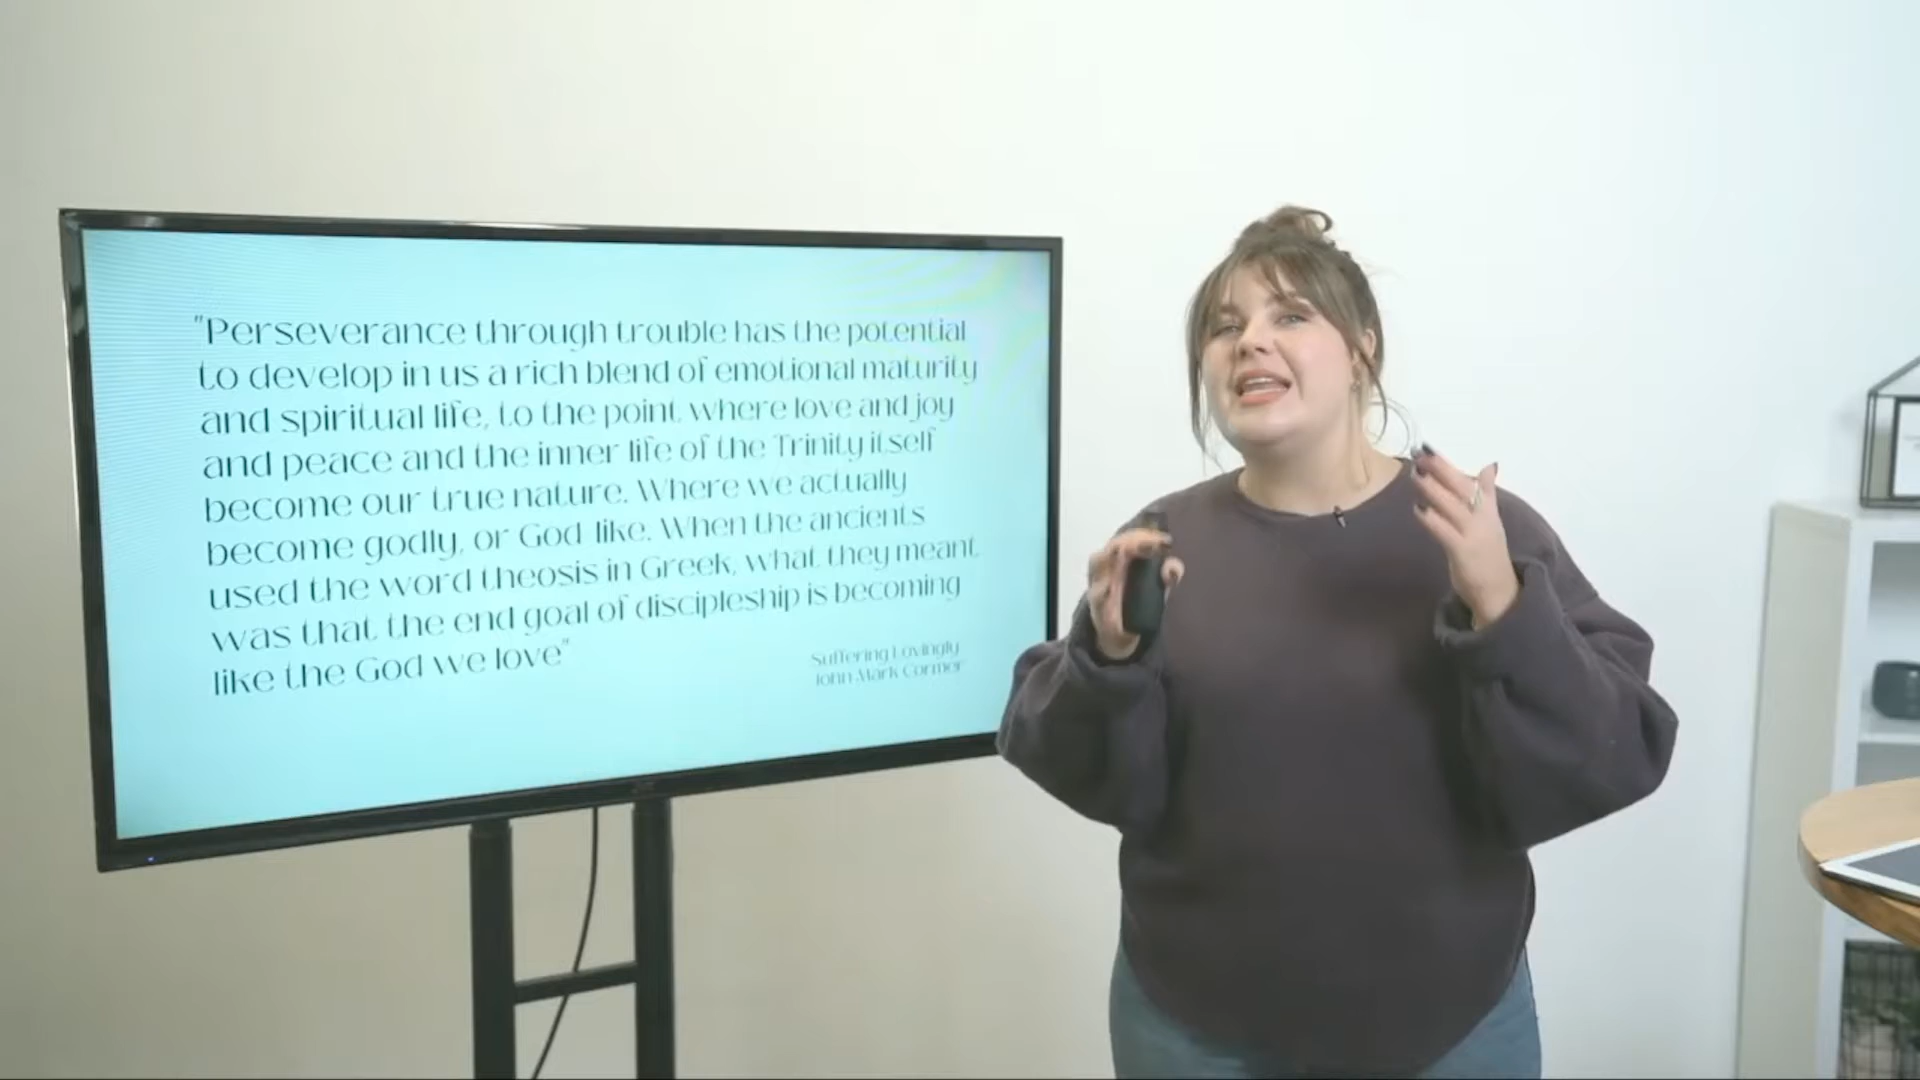 "Perseverance through trouble has the potential
to develop in us a rich blend of emotional maturity
and spiritual life, to the point where love and joy
and peace and the inner life of the Trinity itself
become our true nature. Where we actually
become godly, or God-like. When the ancients
used the word theosis in Greek, what they meant
was that the end goal of discipleship is becoming
like the God we love"
Suffering Lovingly
John Mark Cormer